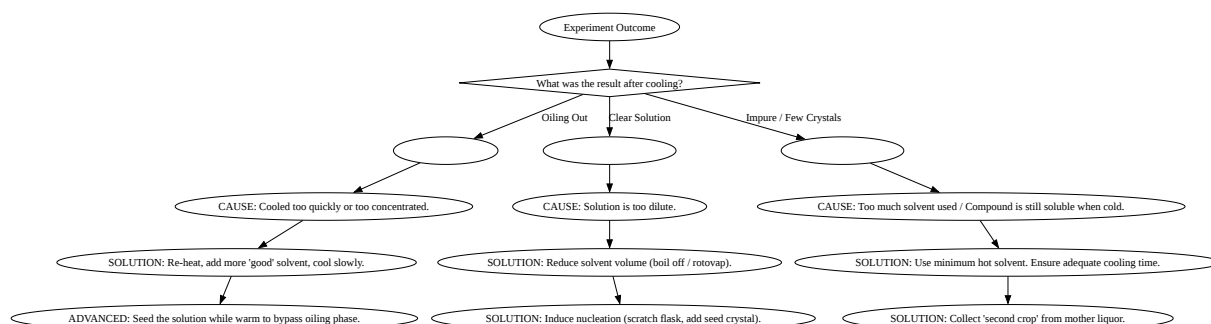 Experiment Outcome
What was the result after cooling?
Oiling Out
Clear Solution
Impure / Few Crystals
CAUSE: Cooled too quickly or too concentrated.
CAUSE: Solution is too dilute.
CAUSE: Too much solvent used / Compound is still soluble when cold.
SOLUTION: Re-heat, add more 'good' solvent, cool slowly.
SOLUTION: Reduce solvent volume (boil off / rotovap).
SOLUTION: Use minimum hot solvent. Ensure adequate cooling time.
ADVANCED: Seed the solution while warm to bypass oiling phase.
SOLUTION: Induce nucleation (scratch flask, add seed crystal).
SOLUTION: Collect 'second crop' from mother liquor.